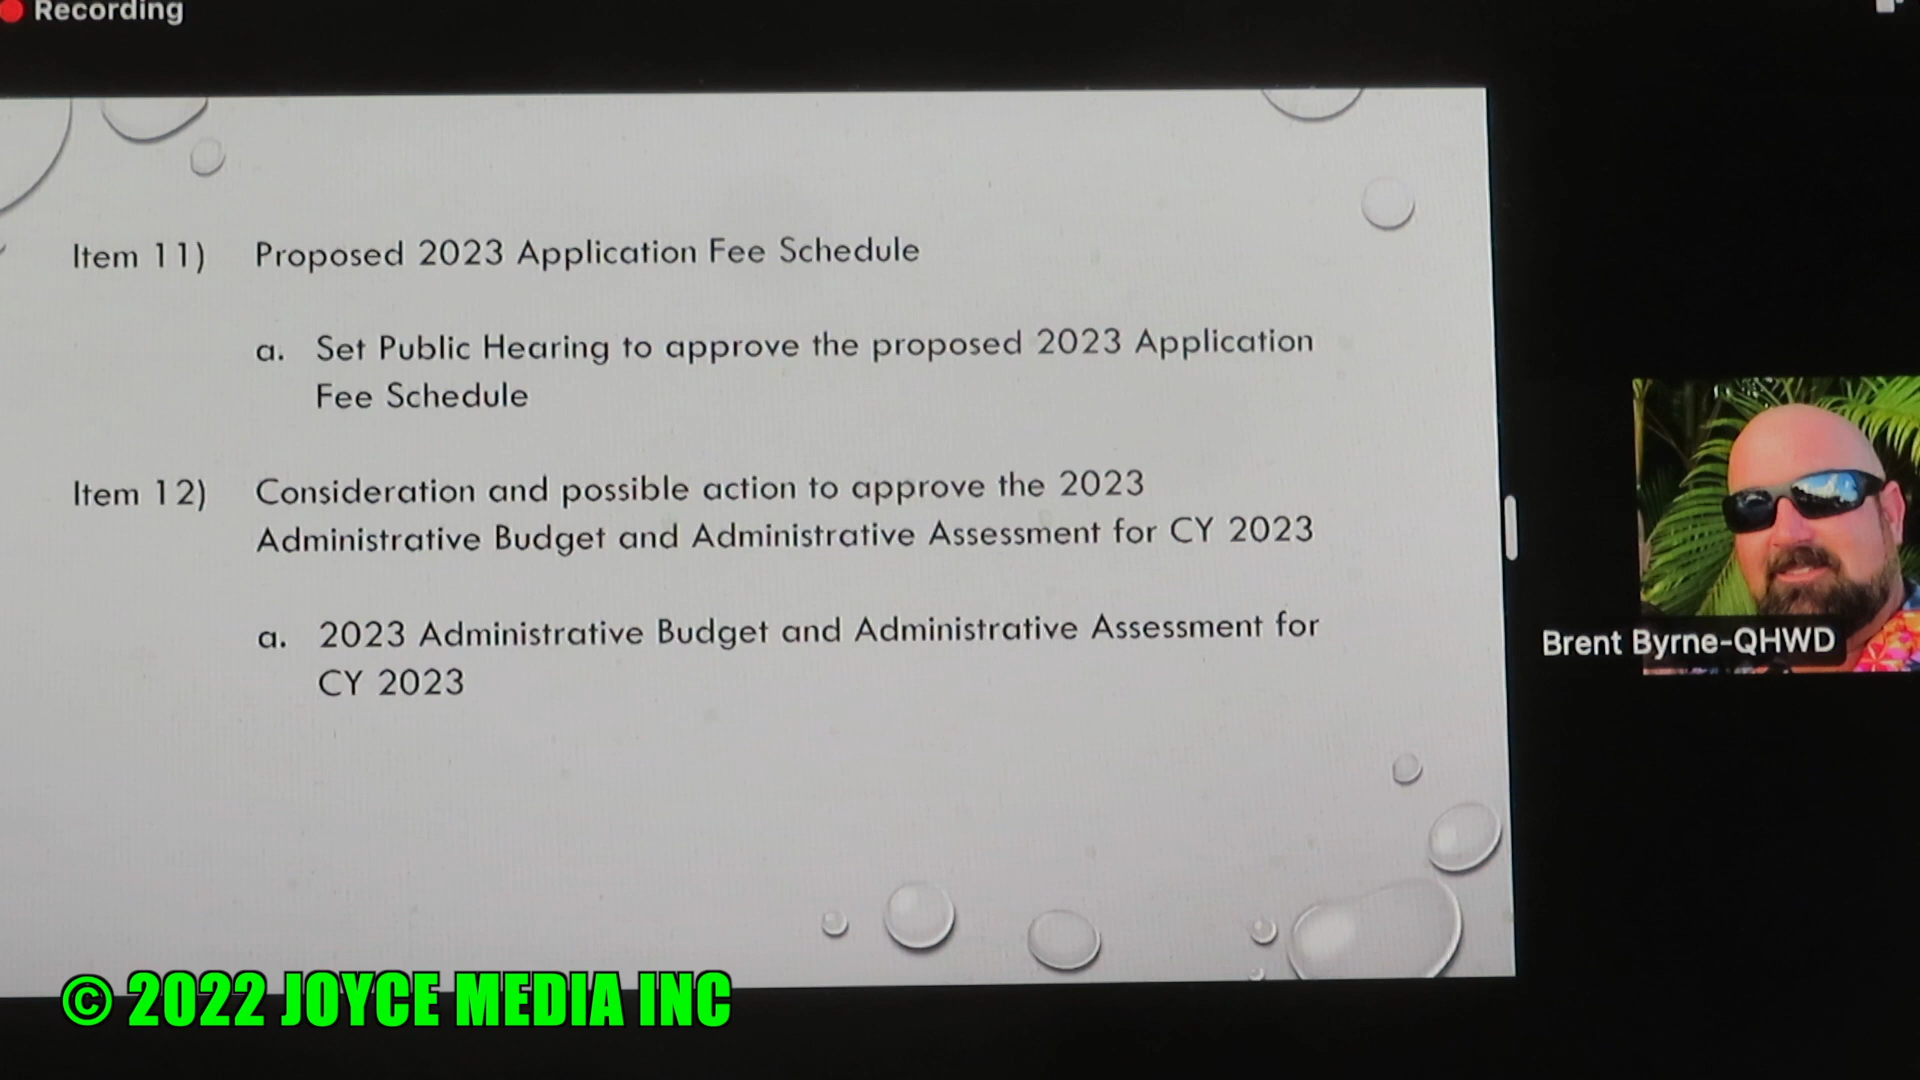 Recording
Item 11) Proposed 2023 Application Fee Schedule
a. Set Public Hearing to approve the proposed 2023 Application
Fee Schedule
Item 12) Consideration and possible action to approve the 2023
Administrative Budget and Administrative Assessment for CY 2023
a. 2023 Administrative Budget and Administrative Assessment for
CY 2023
Brent Byrne-QHWD
© 2022 JOYCE MEDIA INC